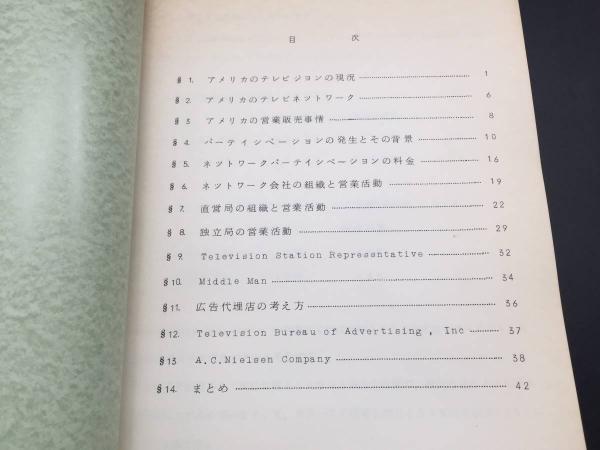 目 次
§ 1. アメリカのテレビジョンの現況 1
§ 2. アメリカのテレビネットワーク 6
§ 3 アメリカの営業販売事情 8
§ 4. パーテイシペーションの発生とその背景 10
§ 5. ネットワークパーテイシペーションの料金 16
§ 6. ネットワーク会社の組織と営業活動 19
§ 7. 直営局の組織と営業活動 22
§ 8. 独立局の営業活動 29
§ 9. Television Station Repressntative 32
§10. Middle Man 34
§11. 広告代理店の考え方 36
§12. Television Bureau of Advertising , Inc 37
§13 A.C.Nielsen Company 38
§14. まとめ 42